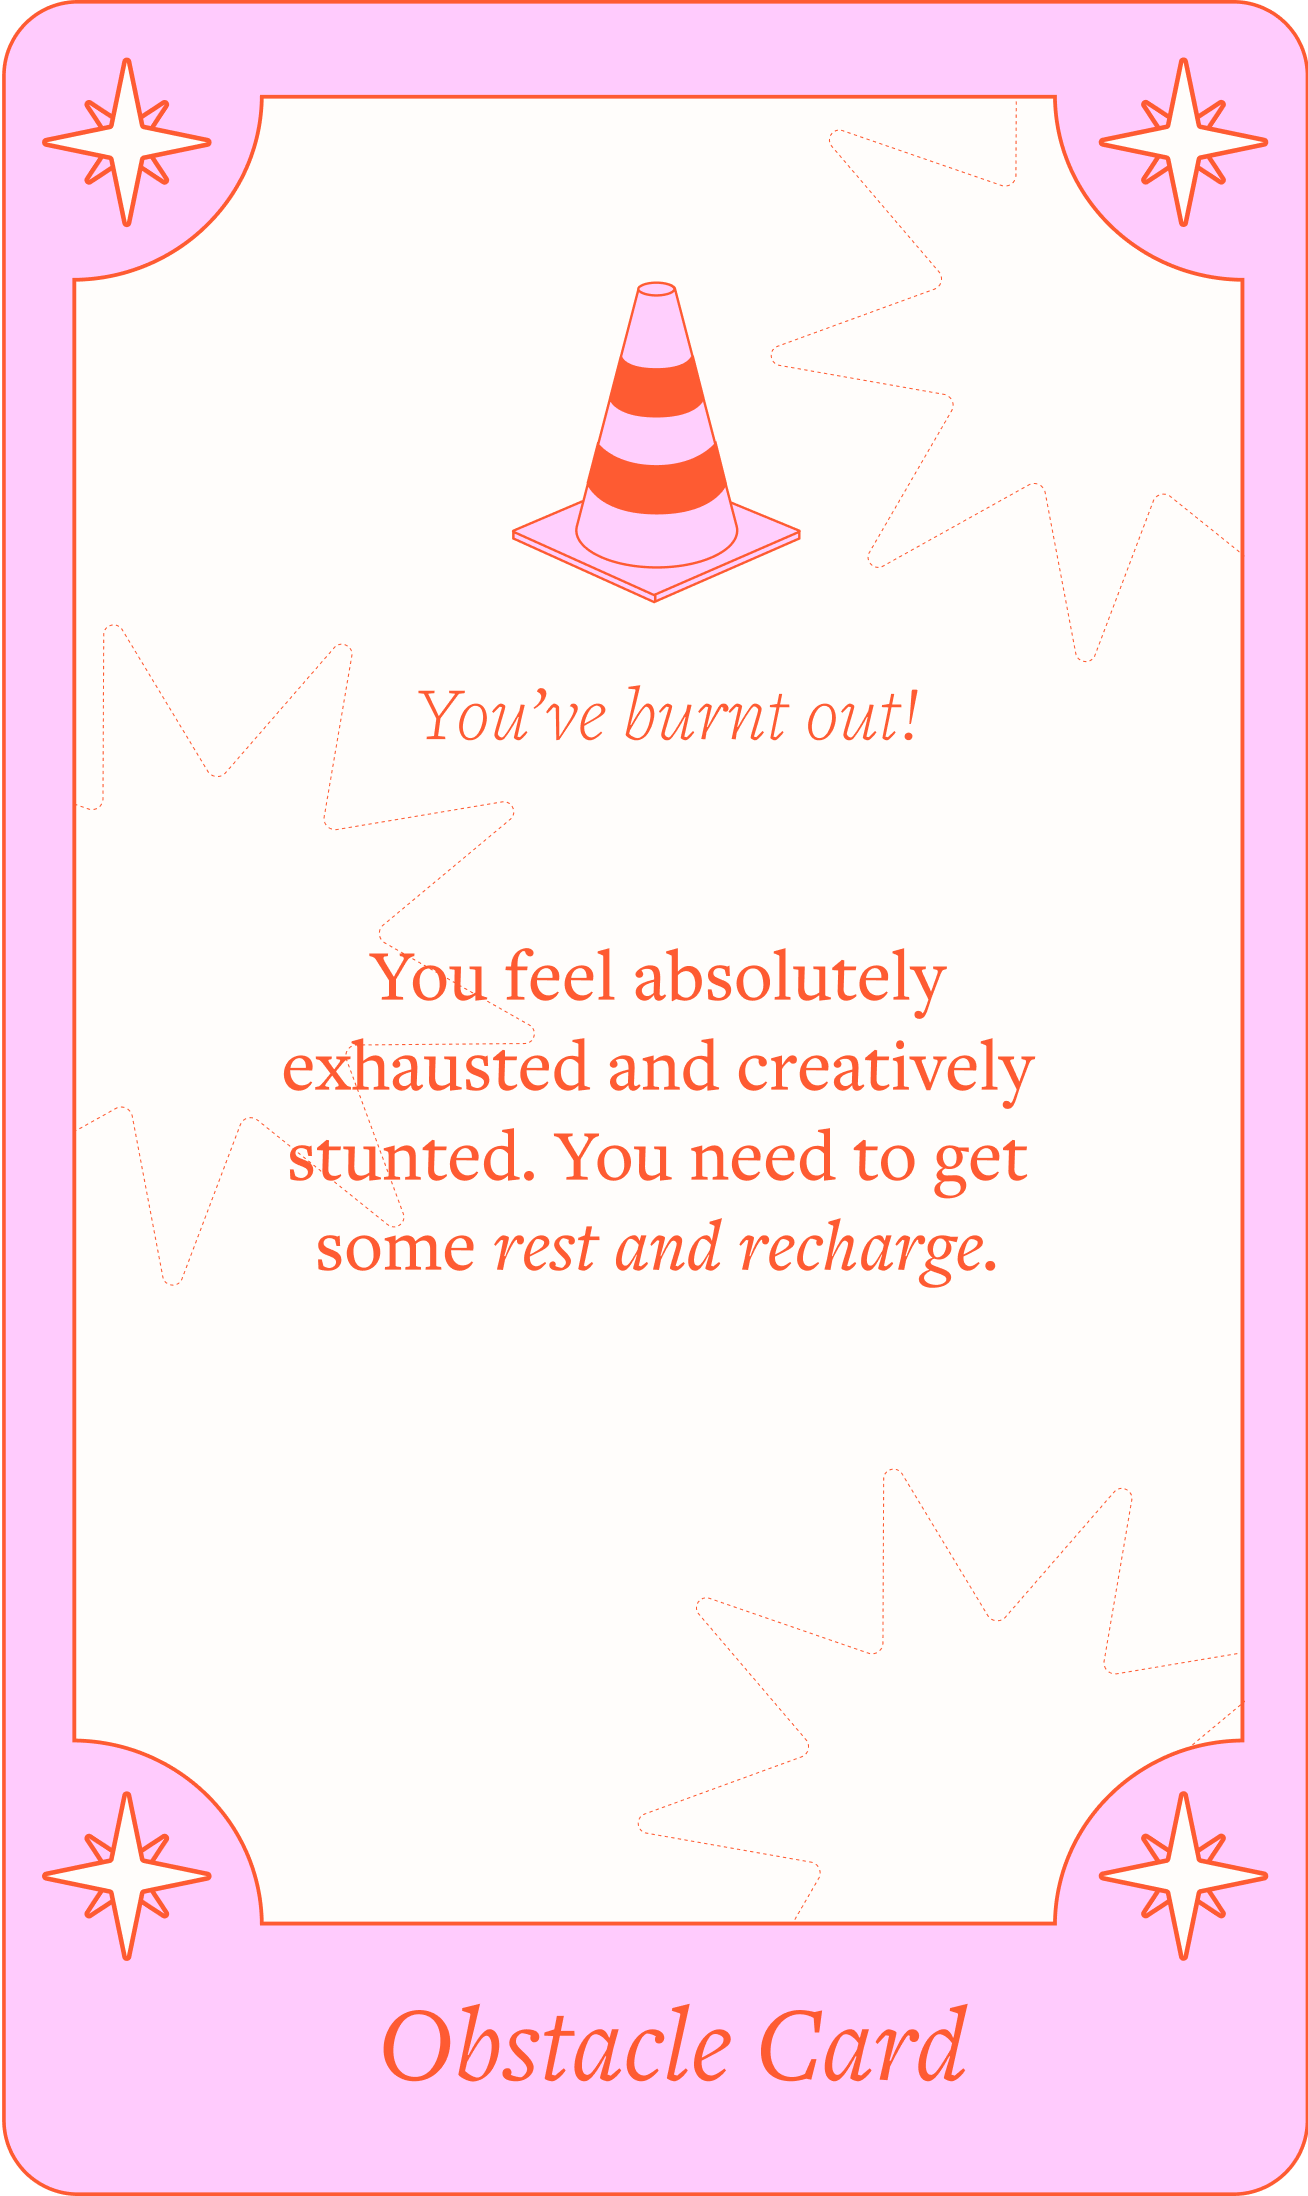 You’ve burnt out!
You feel absolutely
exhausted and creatively
stunted. You need to get
some rest and recharge.
Obstacle Card